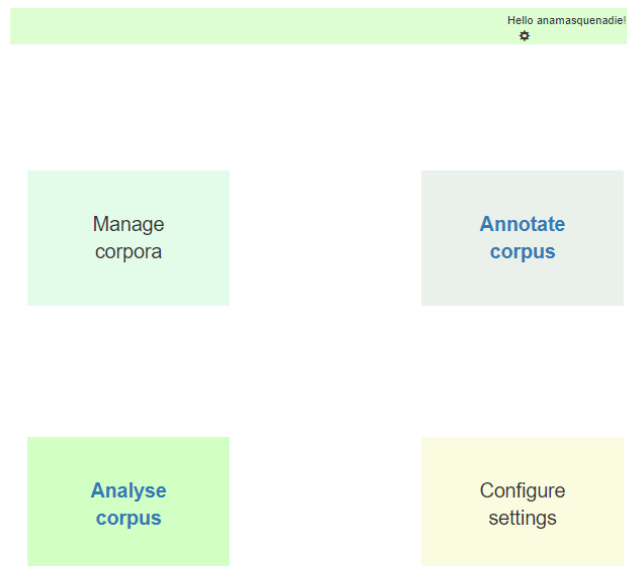 Hello anamasquenadie!
Manage
corpora
Annotate
corpus
Analyse
corpus
Configure
settings